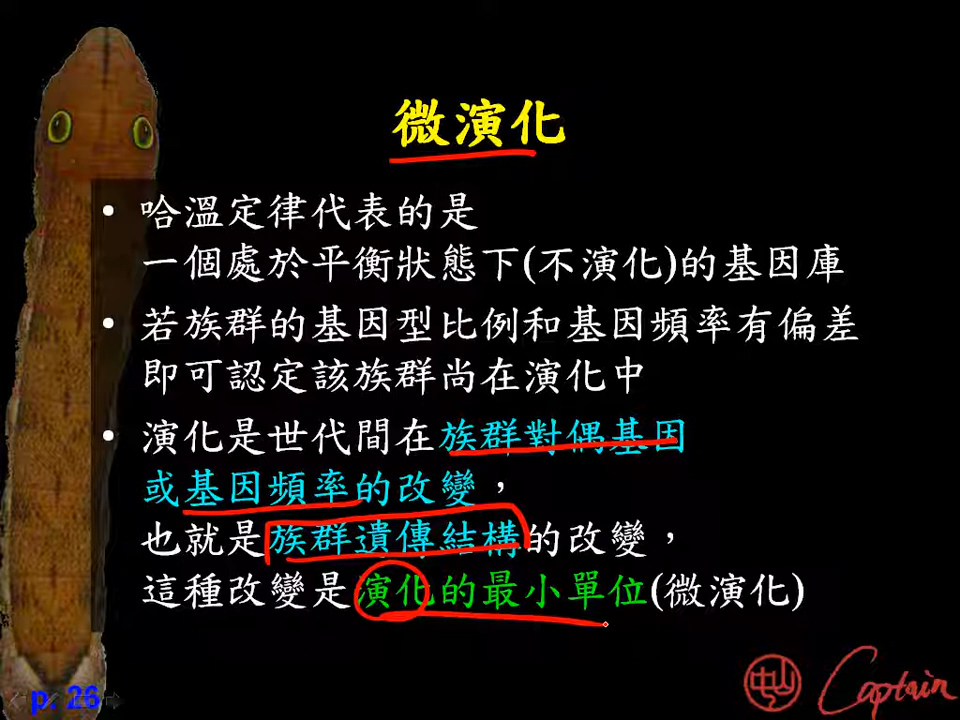 微演化
• 哈溫定律代表的是
一個處於平衡狀態下(不演化)的基因庫
• 若族群的基因型比例和基因頻率有偏差
即可認定該族群尚在演化中
• 演化是世代間在族群對偶基因
或基因頻率的改變，
也就是族群遺傳結構的改變，
這種改變是演化的最小單位(微演化)
p. 26
Captain